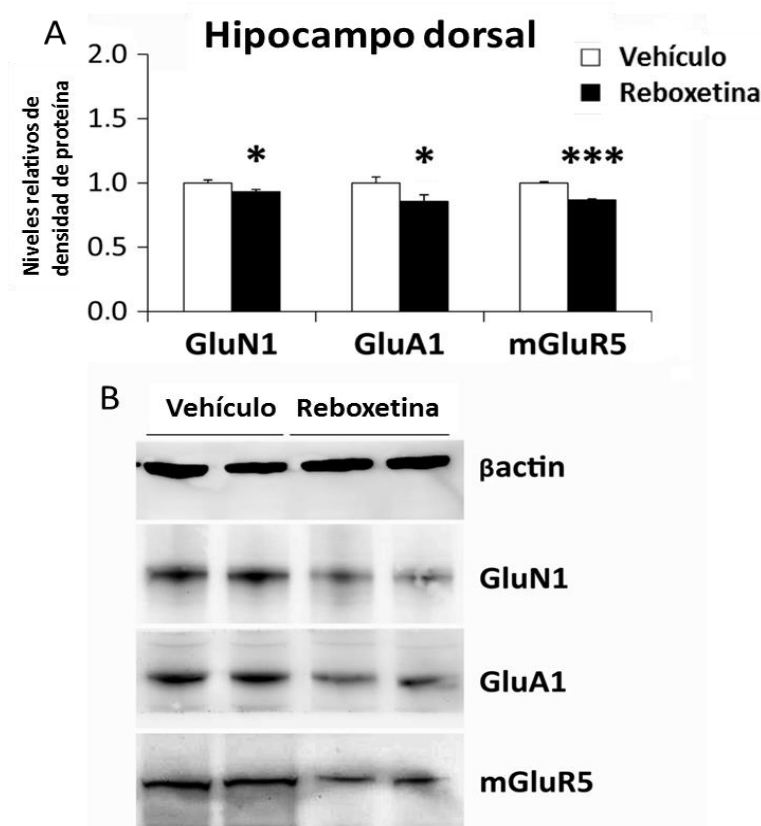 A
Hipocampo dorsal
Niveles relativos de
densidad de proteína
2.0
1.5
1.0
0.5
0.0
Vehículo
Reboxetina
*
*
***
GluN1
GluA1
mGluR5
B
Vehículo
Reboxetina
βactin
GluN1
GluA1
mGluR5